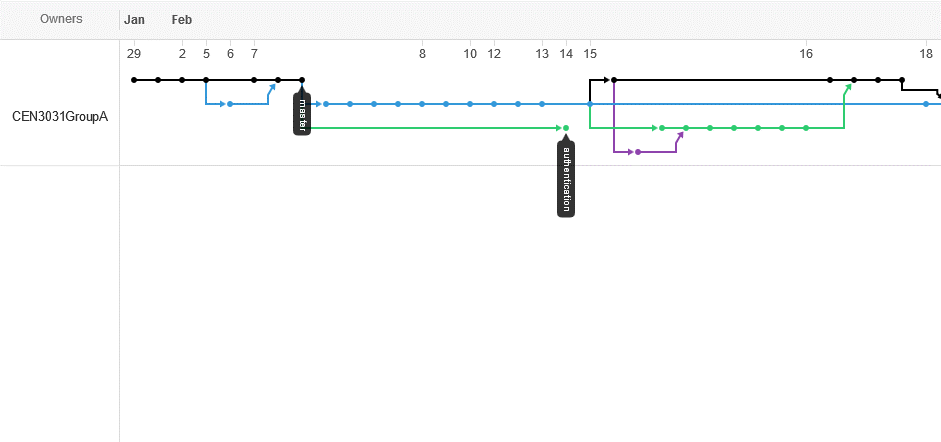 Owners Jan Feb
29 2 5 6 7 8 10 12 13 14 15 16 18
CEN3031GroupA
master
authentication